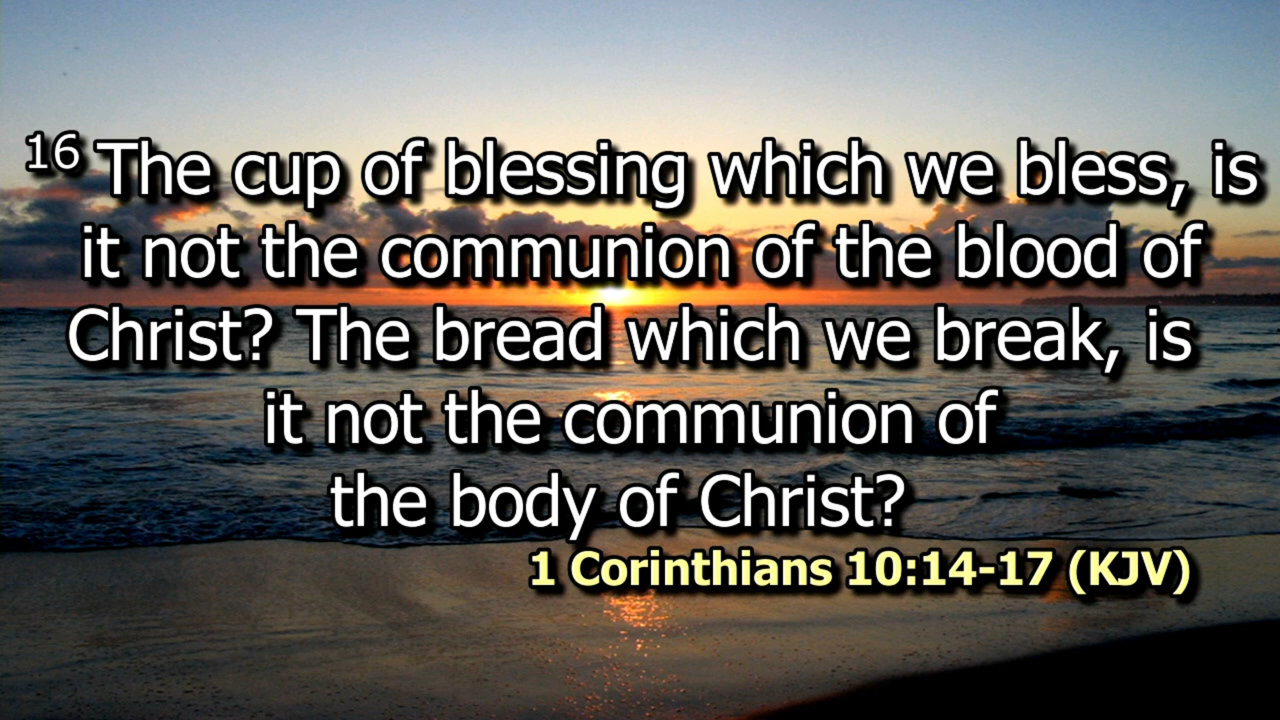 16 The cup of blessing which we bless, is
it not the communion of the blood of
Christ? The bread which we break, is
it not the communion of
the body of Christ?
1 Corinthians 10:14-17 (KJV)